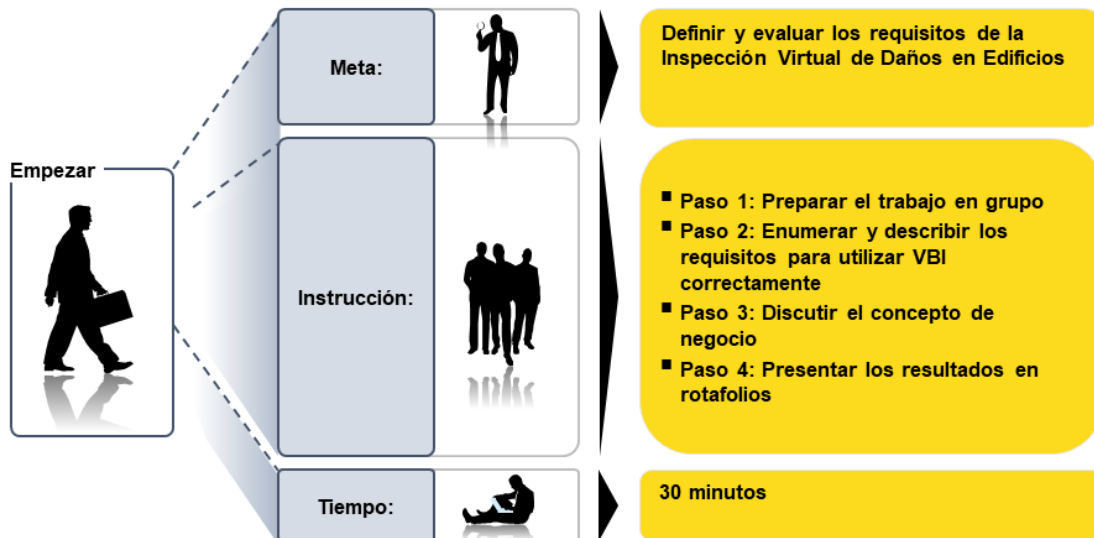 Empezar
Meta:
Definir y evaluar los requisitos de la
Inspección Virtual de Daños en Edificios
Instrucción:
▪ Paso 1: Preparar el trabajo en grupo
▪ Paso 2: Enumerar y describir los
requisitos para utilizar VBI
correctamente
▪ Paso 3: Discutir el concepto de
negocio
▪ Paso 4: Presentar los resultados en
rotafolios
Tiempo:
30 minutos